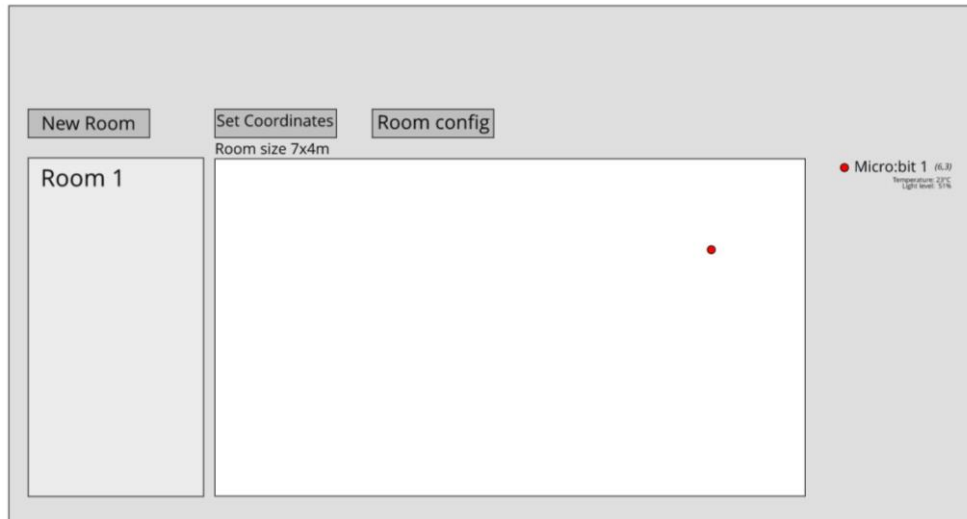 New Room
Set Coordinates
Room config
Room size 7x4m
Room 1
Micro:bit 1 (6,3)
Temperature: 23°C
Light level: 51%